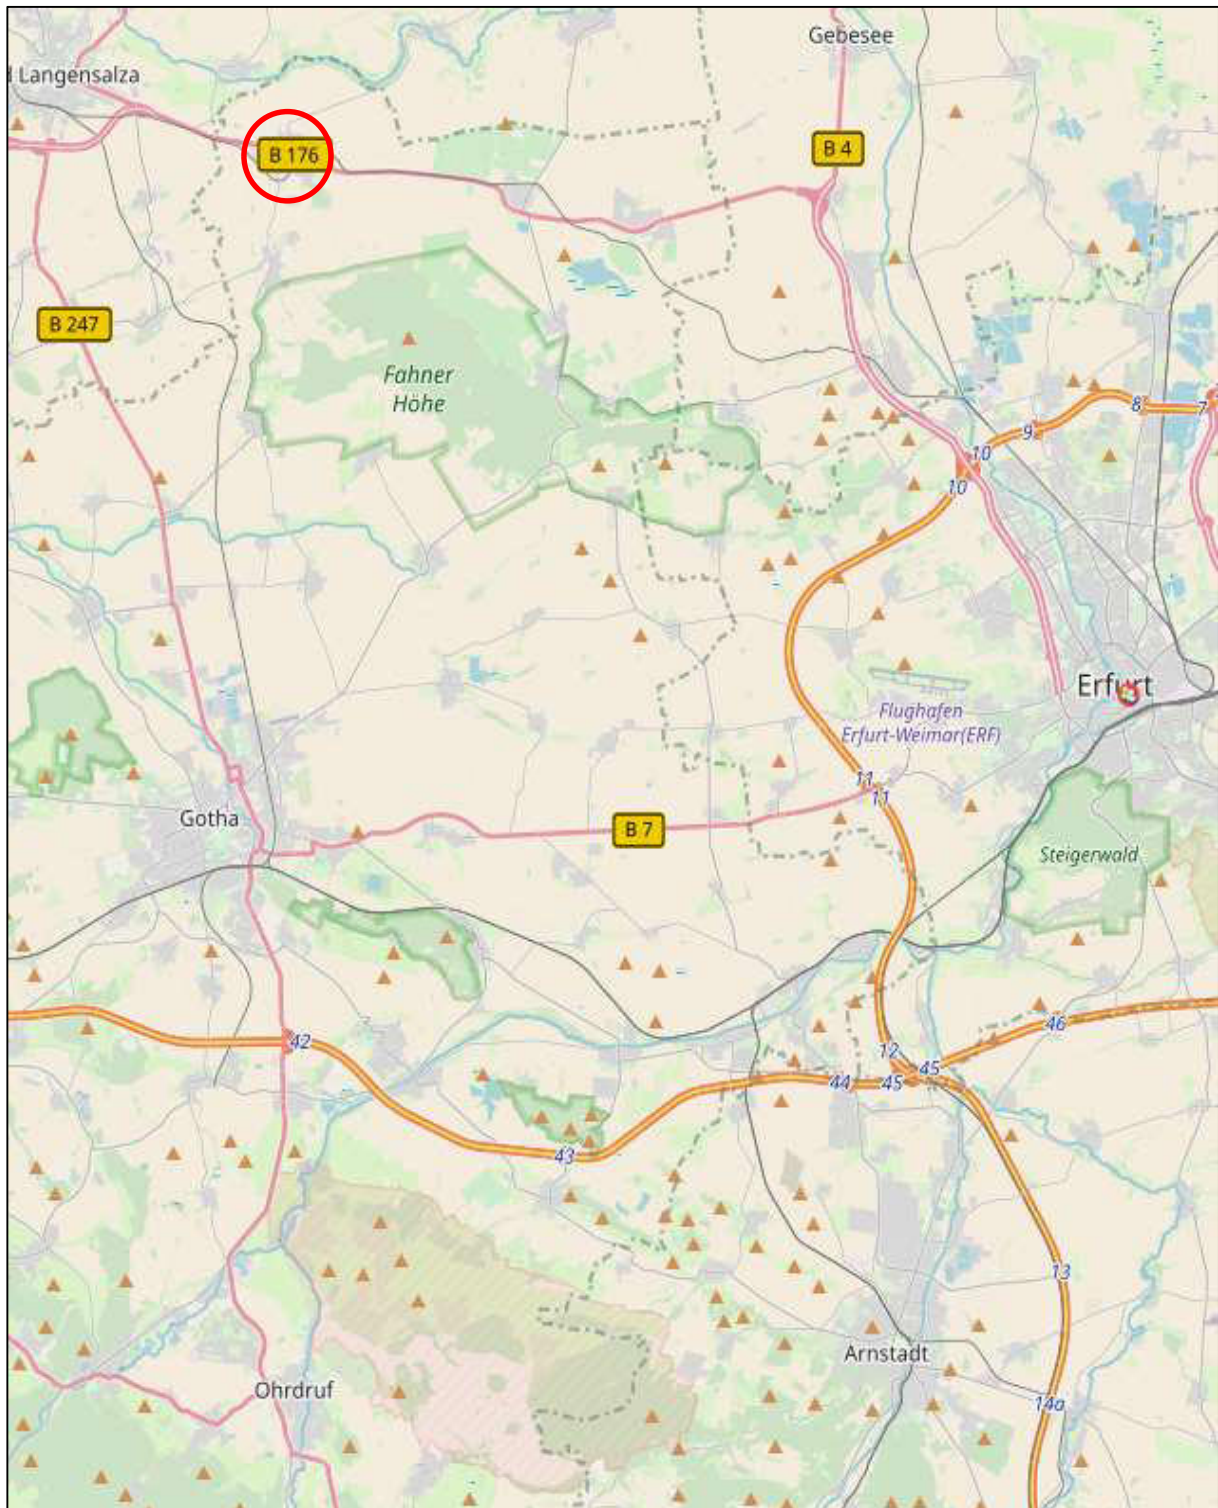 Gebesee
d Langensalza
B 4
B 176
B 247
Fahner
Höhe
8
7
9
10
10
Erfurt
Flughafen
Erfurt-Weimar(ERF)
11
11
Gotha
B 7
Steigerwald
46
42
12
45
44
45
43
13
Arnstadt
Ohrdruf
14a